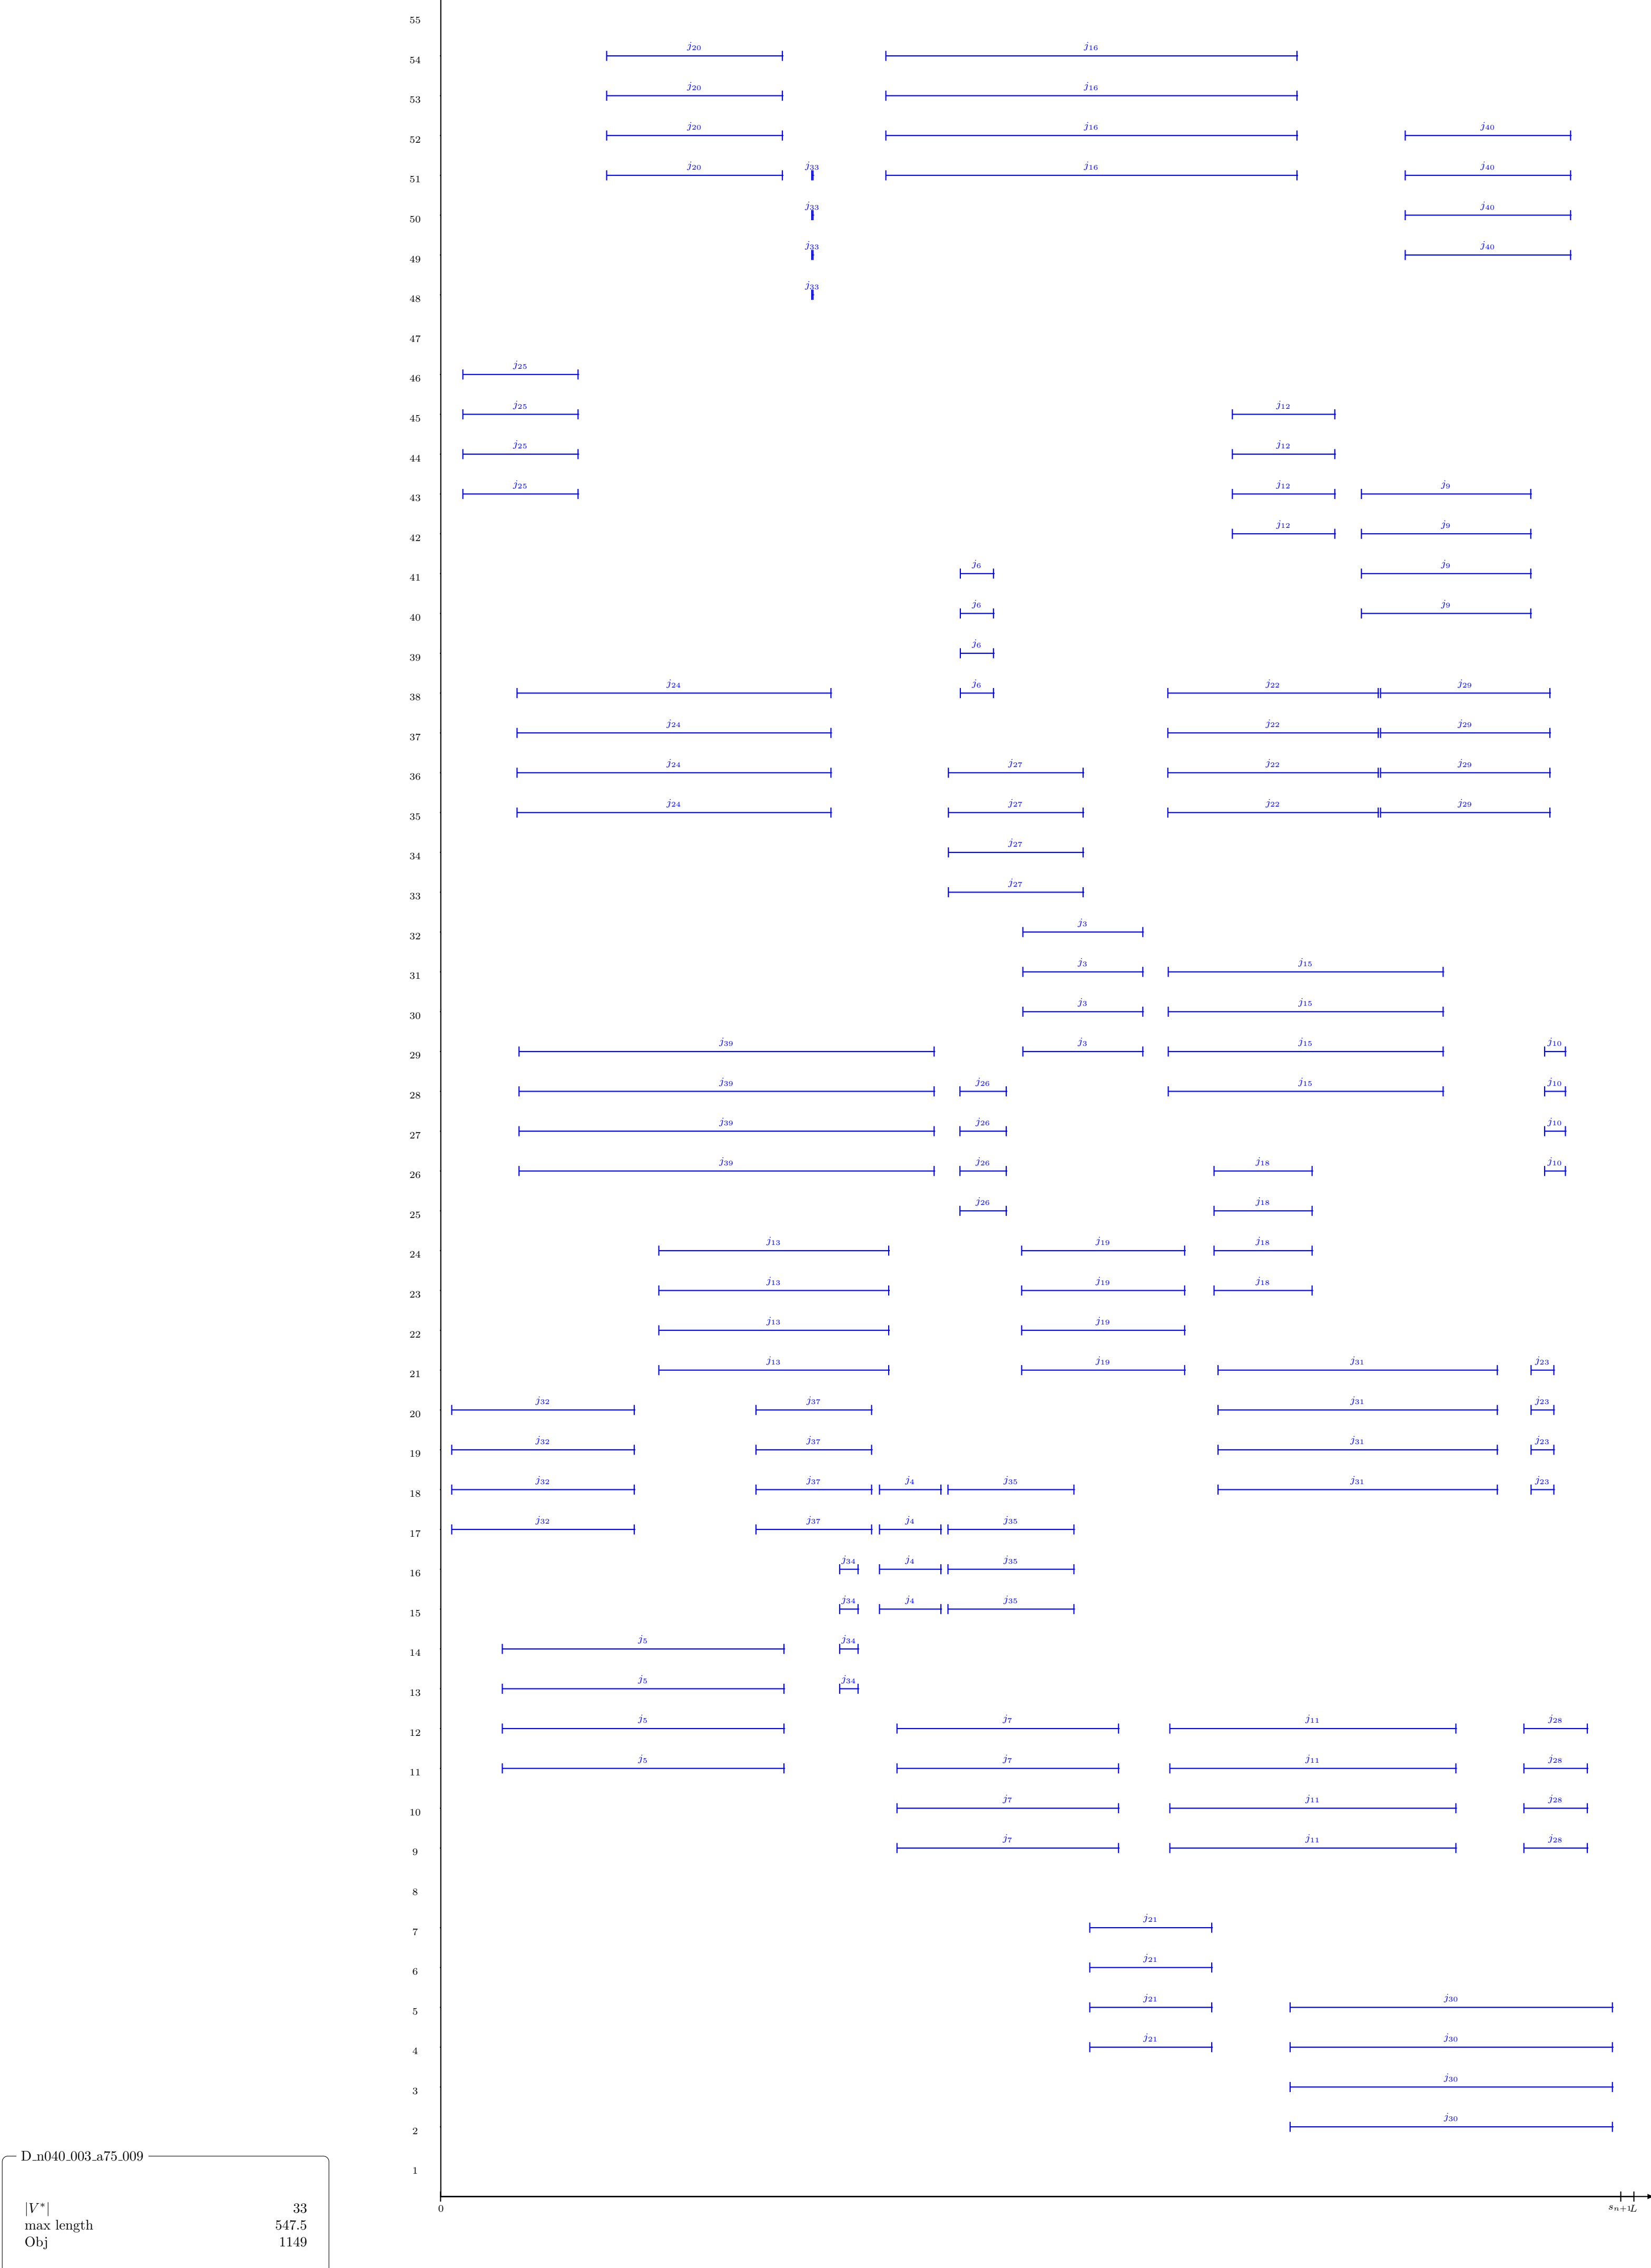 55
j20 j16
54
j20 j16
53
j20 j16 j40
52
j20 j33 j16 j40
51
j33 j40
50
j33 j40
49
j33
48
47
j25
46
j25 j12
45
j25 j12
44
j25 j12 j9
43
j12 j9
42
j6 j9
41
j6 j9
40
j6
39
j24 j6 j22 j29
38
j24 j22 j29
37
j24 j27 j22 j29
36
j24 j27 j22 j29
35
j27
34
j27
33
j3
32
j3 j15
31
j3 j15
30
j39 j3 j15 j10
29
j39 j26 j15 j10
28
j39 j26 j10
27
j39 j26 j18 j10
26
j26 j18
25
j13 j19 j18
24
j13 j19 j18
23
j13 j19
22
j13 j19 j31 j23
21
j32 j37 j31 j23
20
j32 j37 j31 j23
19
j32 j37 j4 j35 j31 j23
18
j32 j37 j4 j35
17
j34 j4 j35
16
j34 j4 j35
15
j5 j34
14
j5 j34
13
j5 j7 j11 j28
12
j5 j7 j11 j28
11
j7 j11 j28
10
j7 j11 j28
9
8
j21
7
j21
6
j21 j30
5
j21 j30
4
j30
3
j30
2
1
0 sn+1 L
D_n040_003_a75_009
|V*| 33
max length 547.5
Obj 1149